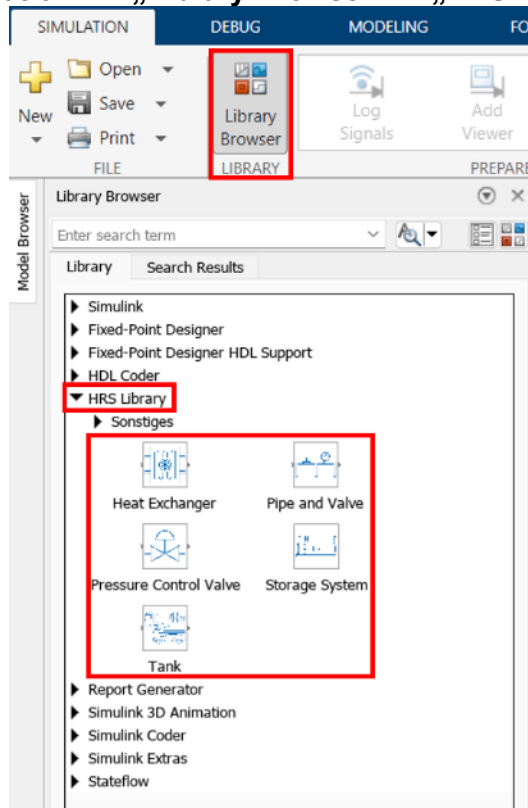 SIMULATION DEBUG MODELING FO
New Open Save Print
Library Browser
Log Signals
Add Viewer
FILE LIBRARY PREPARE
Model Browser
Library Browser
Enter search term
Library Search Results
Simulink
Fixed-Point Designer
Fixed-Point Designer HDL Support
HDL Coder
HRS Library
Sonstiges
Heat Exchanger Pipe and Valve
Pressure Control Valve Storage System
Tank
Report Generator
Simulink 3D Animation
Simulink Coder
Simulink Extras
Stateflow